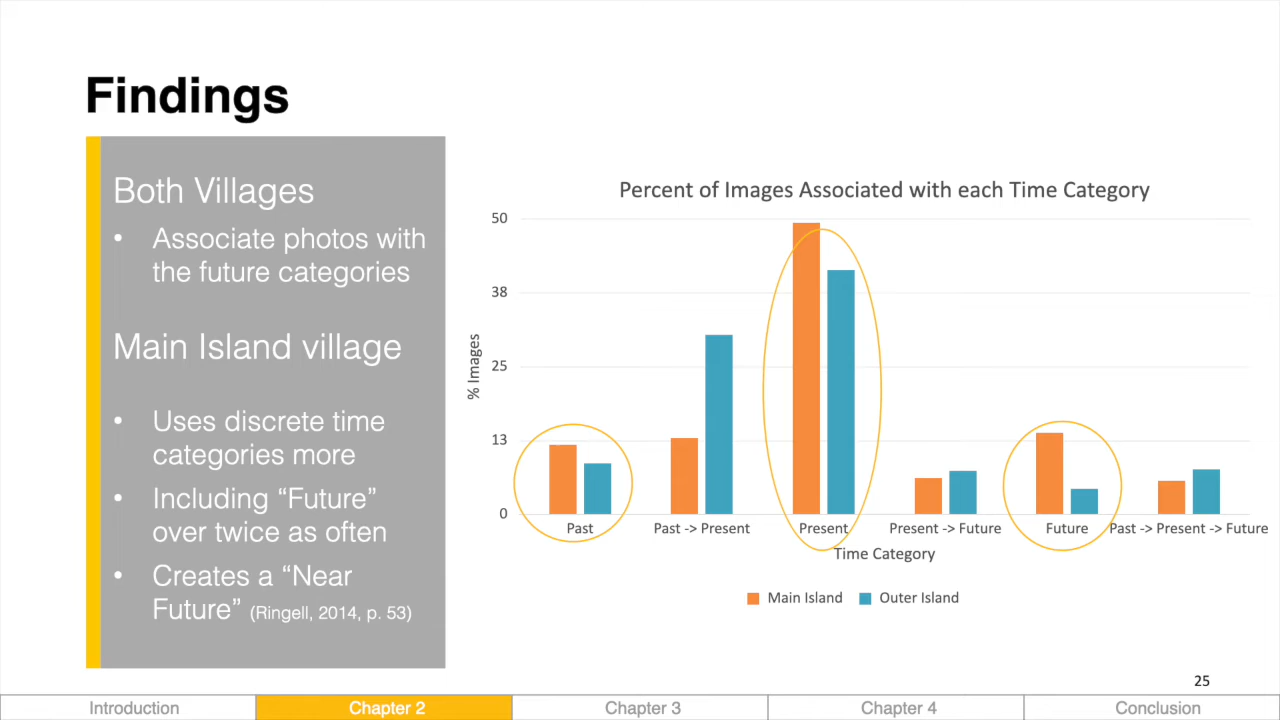 Findings
Both Villages
• Associate photos with
the future categories
Main Island village
• Uses discrete time
categories more
• Including “Future”
over twice as often
• Creates a “Near
Future” (Ringell, 2014, p. 53)
Percent of Images Associated with each Time Category
% Images
50
38
25
13
0
Past Past -> Present Present Present -> Future Future Past -> Present -> Future
Time Category
Main Island Outer Island
25
Introduction Chapter 2 Chapter 3 Chapter 4 Conclusion